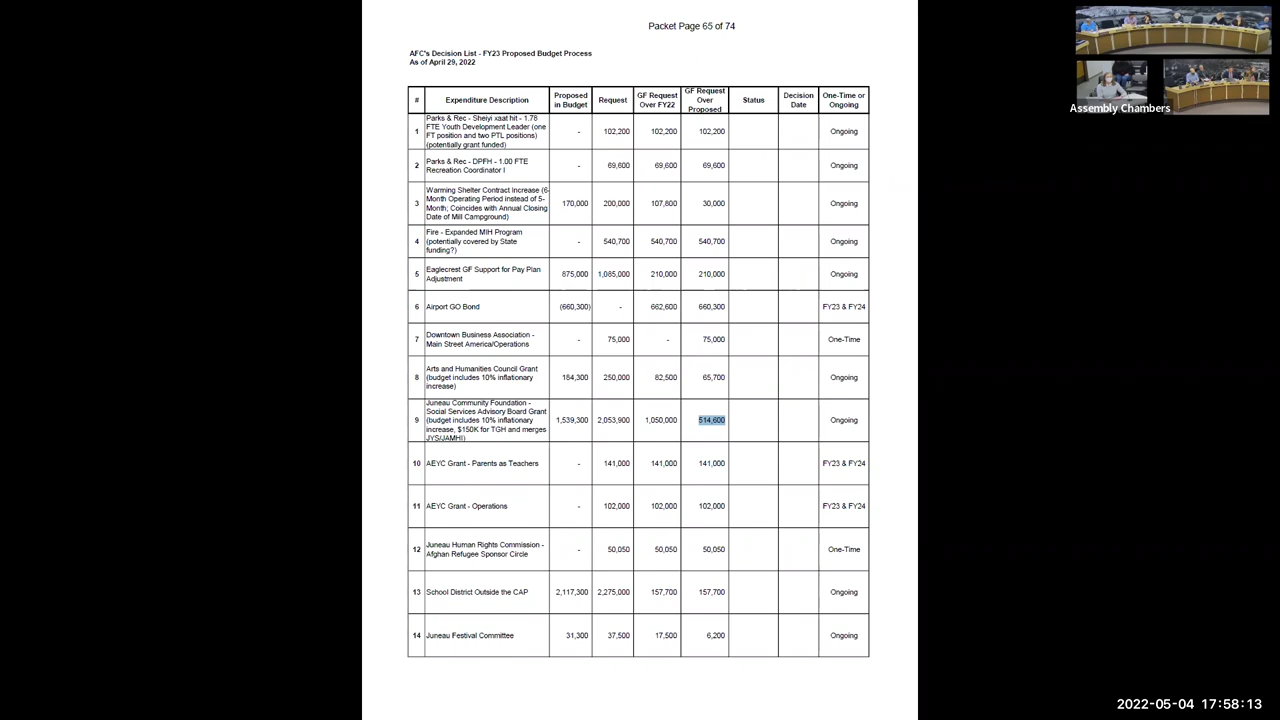 Packet Page 65 of 74
AFC's Decision List - FY23 Proposed Budget Process
As of April 29, 2022
# Expenditure Description Proposed in Budget Request GF Request Over FY22 GF Request Over Proposed Status Decision Date One-Time or Ongoing
1 Parks & Rec - Sheiyi xaat hit - 1.78 FTE Youth Development Leader (one FT position and two PTL positions) (potentially grant funded) - 102,200 102,200 102,200 Ongoing
2 Parks & Rec - DPFH - 1.00 FTE Recreation Coordinator I - 69,600 69,600 69,600 Ongoing
3 Warming Shelter Contract Increase (6-Month Operating Period instead of 5-Month; Coincides with Annual Closing Date of Mill Campground) 170,000 200,000 107,800 30,000 Ongoing
4 Fire - Expanded MIH Program (potentially covered by State funding?) - 540,700 540,700 540,700 Ongoing
5 Eaglecrest GF Support for Pay Plan Adjustment 875,000 1,085,000 210,000 210,000 Ongoing
6 Airport GO Bond (660,300) - 662,600 660,300 FY23 & FY24
7 Downtown Business Association - Main Street America/Operations - 75,000 - 75,000 One-Time
8 Arts and Humanities Council Grant (budget includes 10% inflationary increase) 184,300 250,000 82,500 65,700 Ongoing
9 Juneau Community Foundation - Social Services Advisory Board Grant (budget includes 10% inflationary increase, $150K for TGH and merges JYS/JAMHI) 1,539,300 2,053,900 1,050,000 514,600 Ongoing
10 AEYC Grant - Parents as Teachers - 141,000 141,000 141,000 FY23 & FY24
11 AEYC Grant - Operations - 102,000 102,000 102,000 FY23 & FY24
12 Juneau Human Rights Commission - Afghan Refugee Sponsor Circle - 50,050 50,050 50,050 One-Time
13 School District Outside the CAP 2,117,300 2,275,000 157,700 157,700 Ongoing
14 Juneau Festival Committee 31,300 37,500 17,500 6,200 Ongoing
Assembly Chambers
2022-05-04 17:58:13